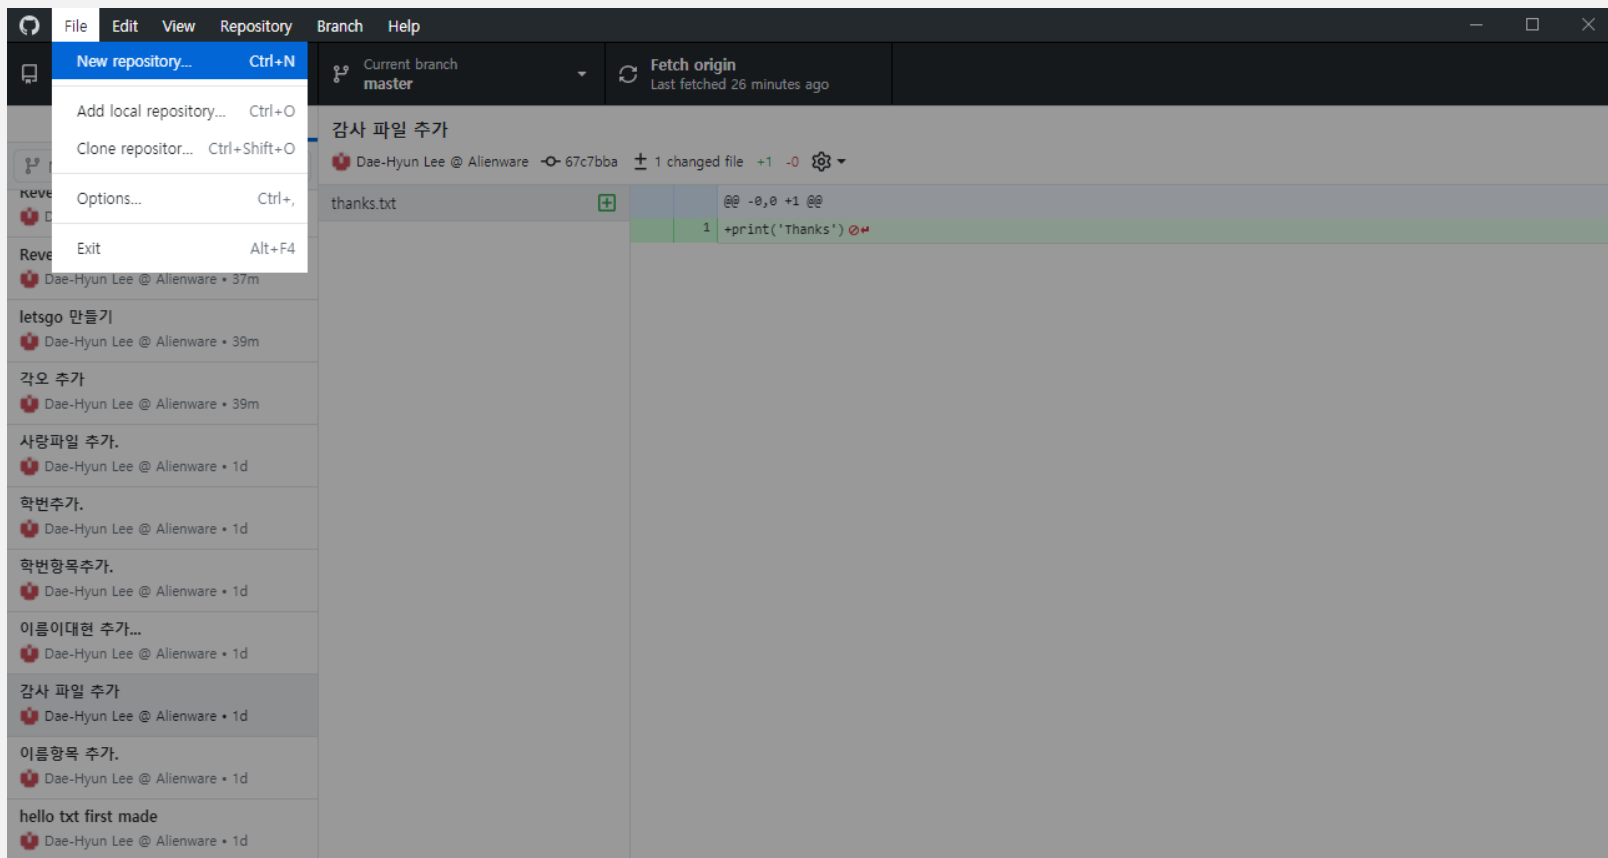 File Edit View Repository Branch Help
New repository... Ctrl+N
Add local repository... Ctrl+O
Clone repositor... Ctrl+Shift+O
Options... Ctrl+,
Exit Alt+F4
Current branch
master
Fetch origin
Last fetched 26 minutes ago
감사 파일 추가
Dae-Hyun Lee @ Alienware 67c7bba 1 changed file +1 -0
thanks.txt
@@ -0,0 +1 @@
1 +print('Thanks')
Reve
Reve
Dae-Hyun Lee @ Alienware • 37m
letsgo 만들기
Dae-Hyun Lee @ Alienware • 39m
각오 추가
Dae-Hyun Lee @ Alienware • 39m
사랑파일 추가.
Dae-Hyun Lee @ Alienware • 1d
학번추가.
Dae-Hyun Lee @ Alienware • 1d
학번항목추가.
Dae-Hyun Lee @ Alienware • 1d
이름이대현 추가...
Dae-Hyun Lee @ Alienware • 1d
감사 파일 추가
Dae-Hyun Lee @ Alienware • 1d
이름항목 추가.
Dae-Hyun Lee @ Alienware • 1d
hello txt first made
Dae-Hyun Lee @ Alienware • 1d